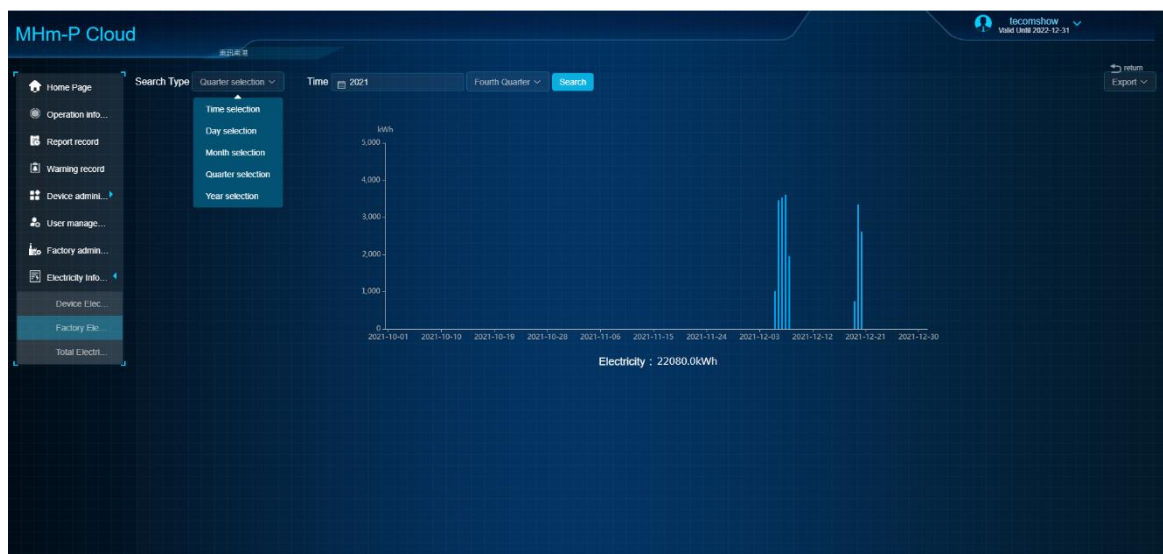 MHm-P Cloud
tecomshow
Valid Until 2022-12-31
return
Home Page
Search Type Quarter selection Time 2021 Fourth Quarter Search Export
Time selection
Day selection
Month selection
Quarter selection
Year selection
Operation info...
Report record
Warning record
Device admini...
User manage...
Factory admin...
Electricity Info...
Device Elec...
Factory Ele...
Total Electri...
kWh
5,000
4,000
3,000
2,000
1,000
0
2021-10-01 2021-10-10 2021-10-19 2021-10-28 2021-11-06 2021-11-15 2021-11-24 2021-12-03 2021-12-12 2021-12-21 2021-12-30
Electricity : 22080.0kWh